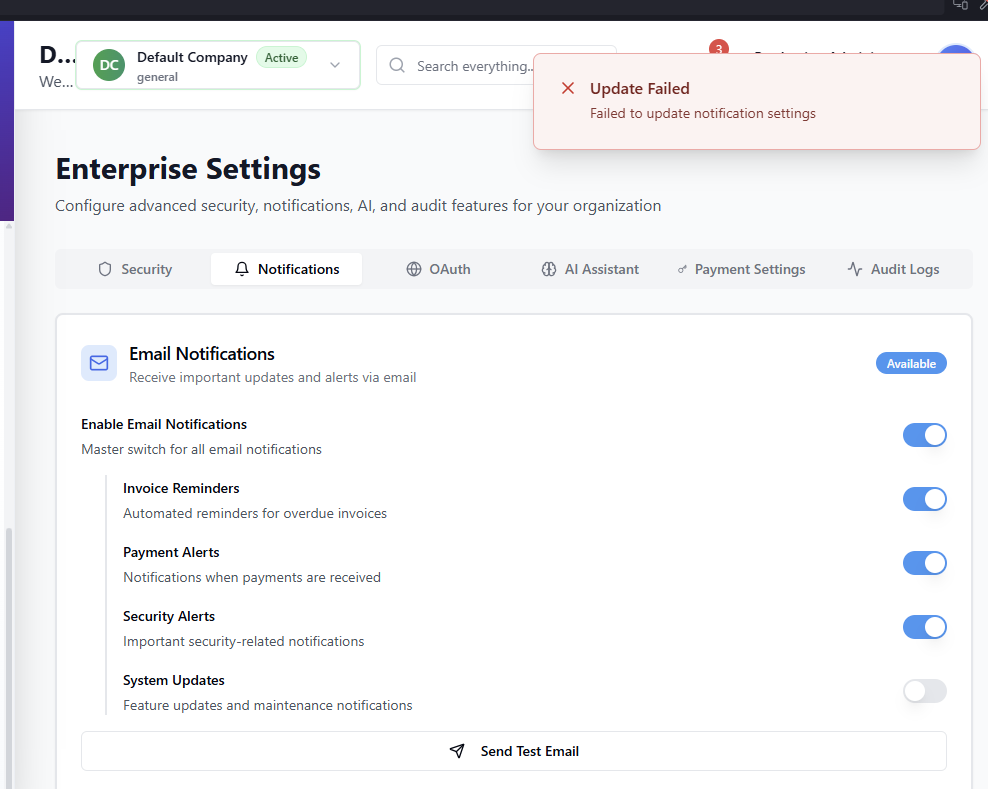 D...
We...
DC
Default Company
Active
general
Search everything..
3
Update Failed
Failed to update notification settings
Enterprise Settings
Configure advanced security, notifications, AI, and audit features for your organization
Security
Notifications
OAuth
AI Assistant
Payment Settings
Audit Logs
Email Notifications
Receive important updates and alerts via email
Available
Enable Email Notifications
Master switch for all email notifications
Invoice Reminders
Automated reminders for overdue invoices
Payment Alerts
Notifications when payments are received
Security Alerts
Important security-related notifications
System Updates
Feature updates and maintenance notifications
Send Test Email